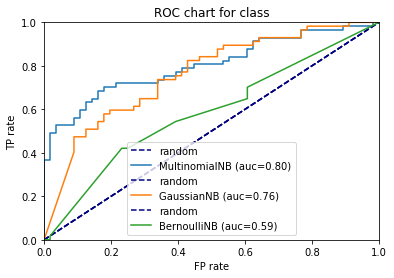 ROC chart for class
1.0
0.8
0.6
0.4
0.2
0.0
TP rate
random
MultinomialNB (auc=0.80)
random
GaussianNB (auc=0.76)
random
BernoulliNB (auc=0.59)
0.0 0.2 0.4 0.6 0.8 1.0
FP rate